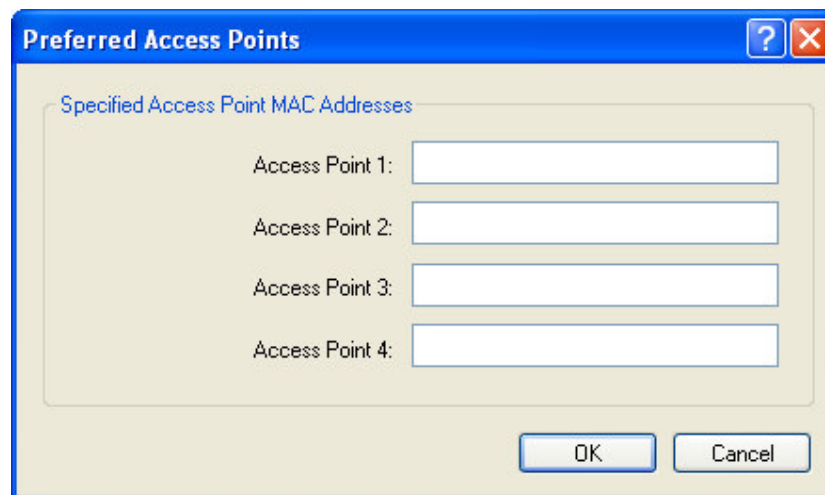 Preferred Access Points
?
Specified Access Point MAC Addresses
Access Point 1:
Access Point 2:
Access Point 3:
Access Point 4:
OK Cancel